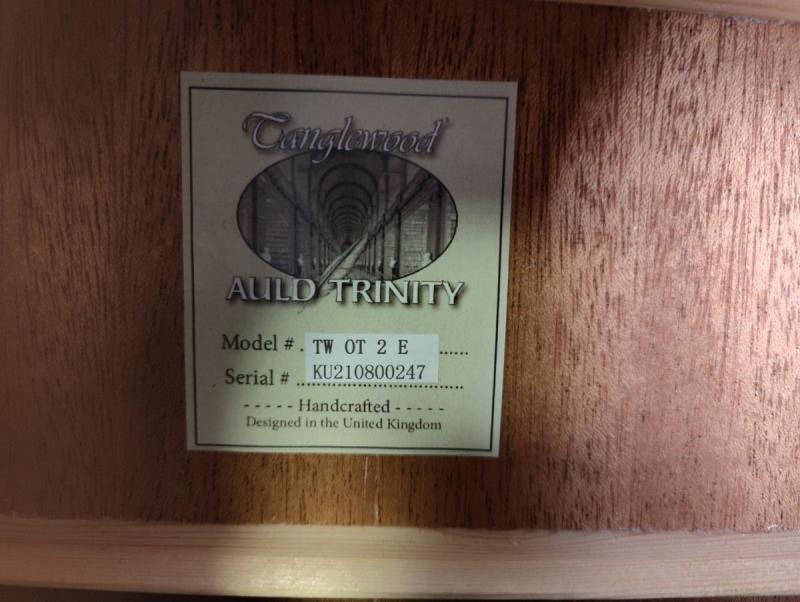 Tanglewood
AULD TRINITY
Model # . TW OT 2 E ......
Serial # ... KU210800247 ......
- - - - - Handcrafted - - - - -
Designed in the United Kingdom